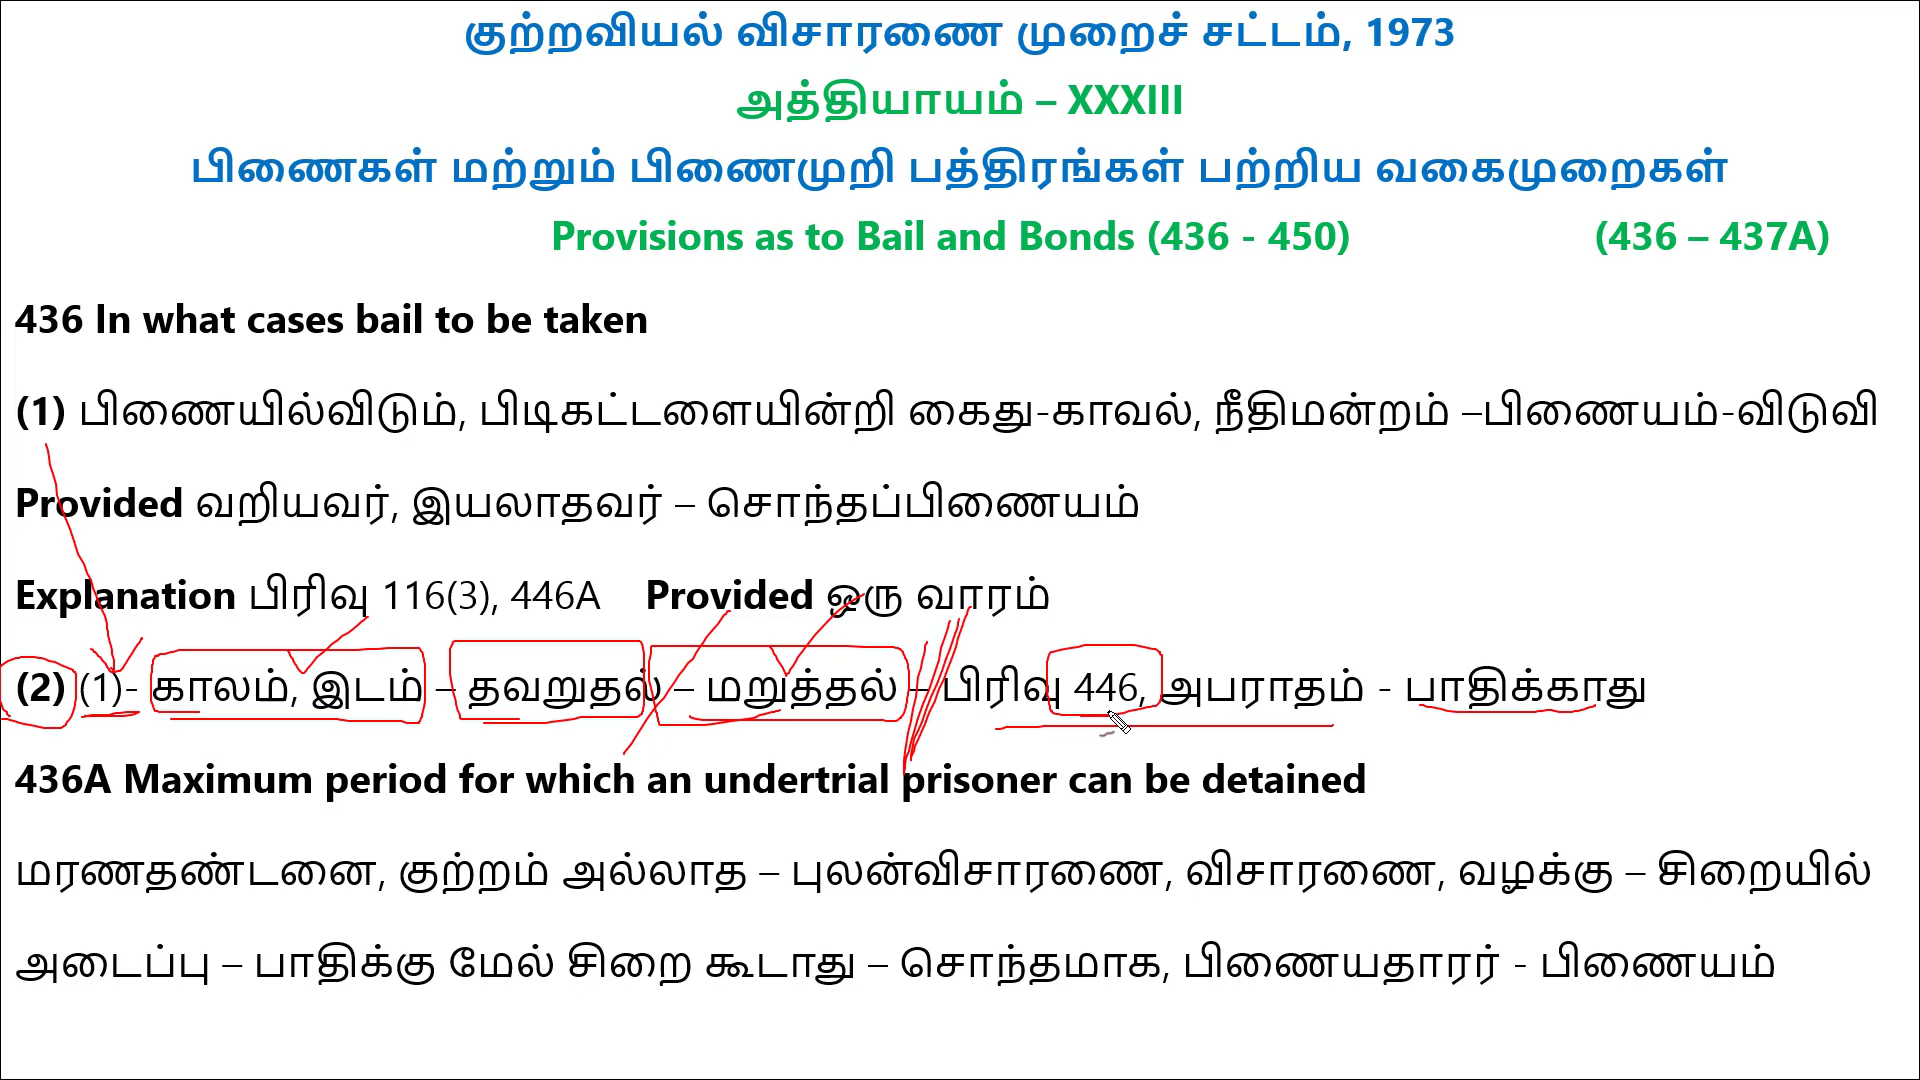 குற்றவியல் விசாரணை முறைச் சட்டம், 1973
அத்தியாயம் – XXXIII
பிணைகள் மற்றும் பிணைமுறி பத்திரங்கள் பற்றிய வகைமுறைகள்
Provisions as to Bail and Bonds (436 - 450) (436 – 437A)
436 In what cases bail to be taken
(1) பிணையில்விடும், பிடிகட்டளையின்றி கைது-காவல், நீதிமன்றம் –பிணையம்-விடுவி
Provided வறியவர், இயலாதவர் – சொந்தப்பிணையம்
Explanation பிரிவு 116(3), 446A Provided ஒரு வாரம்
(2) (1)- காலம், இடம் – தவறுதல் – மறுத்தல் – பிரிவு 446, அபராதம் - பாதிக்காது
436A Maximum period for which an undertrial prisoner can be detained
மரணதண்டனை, குற்றம் அல்லாத – புலன்விசாரணை, விசாரணை, வழக்கு – சிறையில்
அடைப்பு – பாதிக்கு மேல் சிறை கூடாது – சொந்தமாக, பிணையதாரர் - பிணையம்